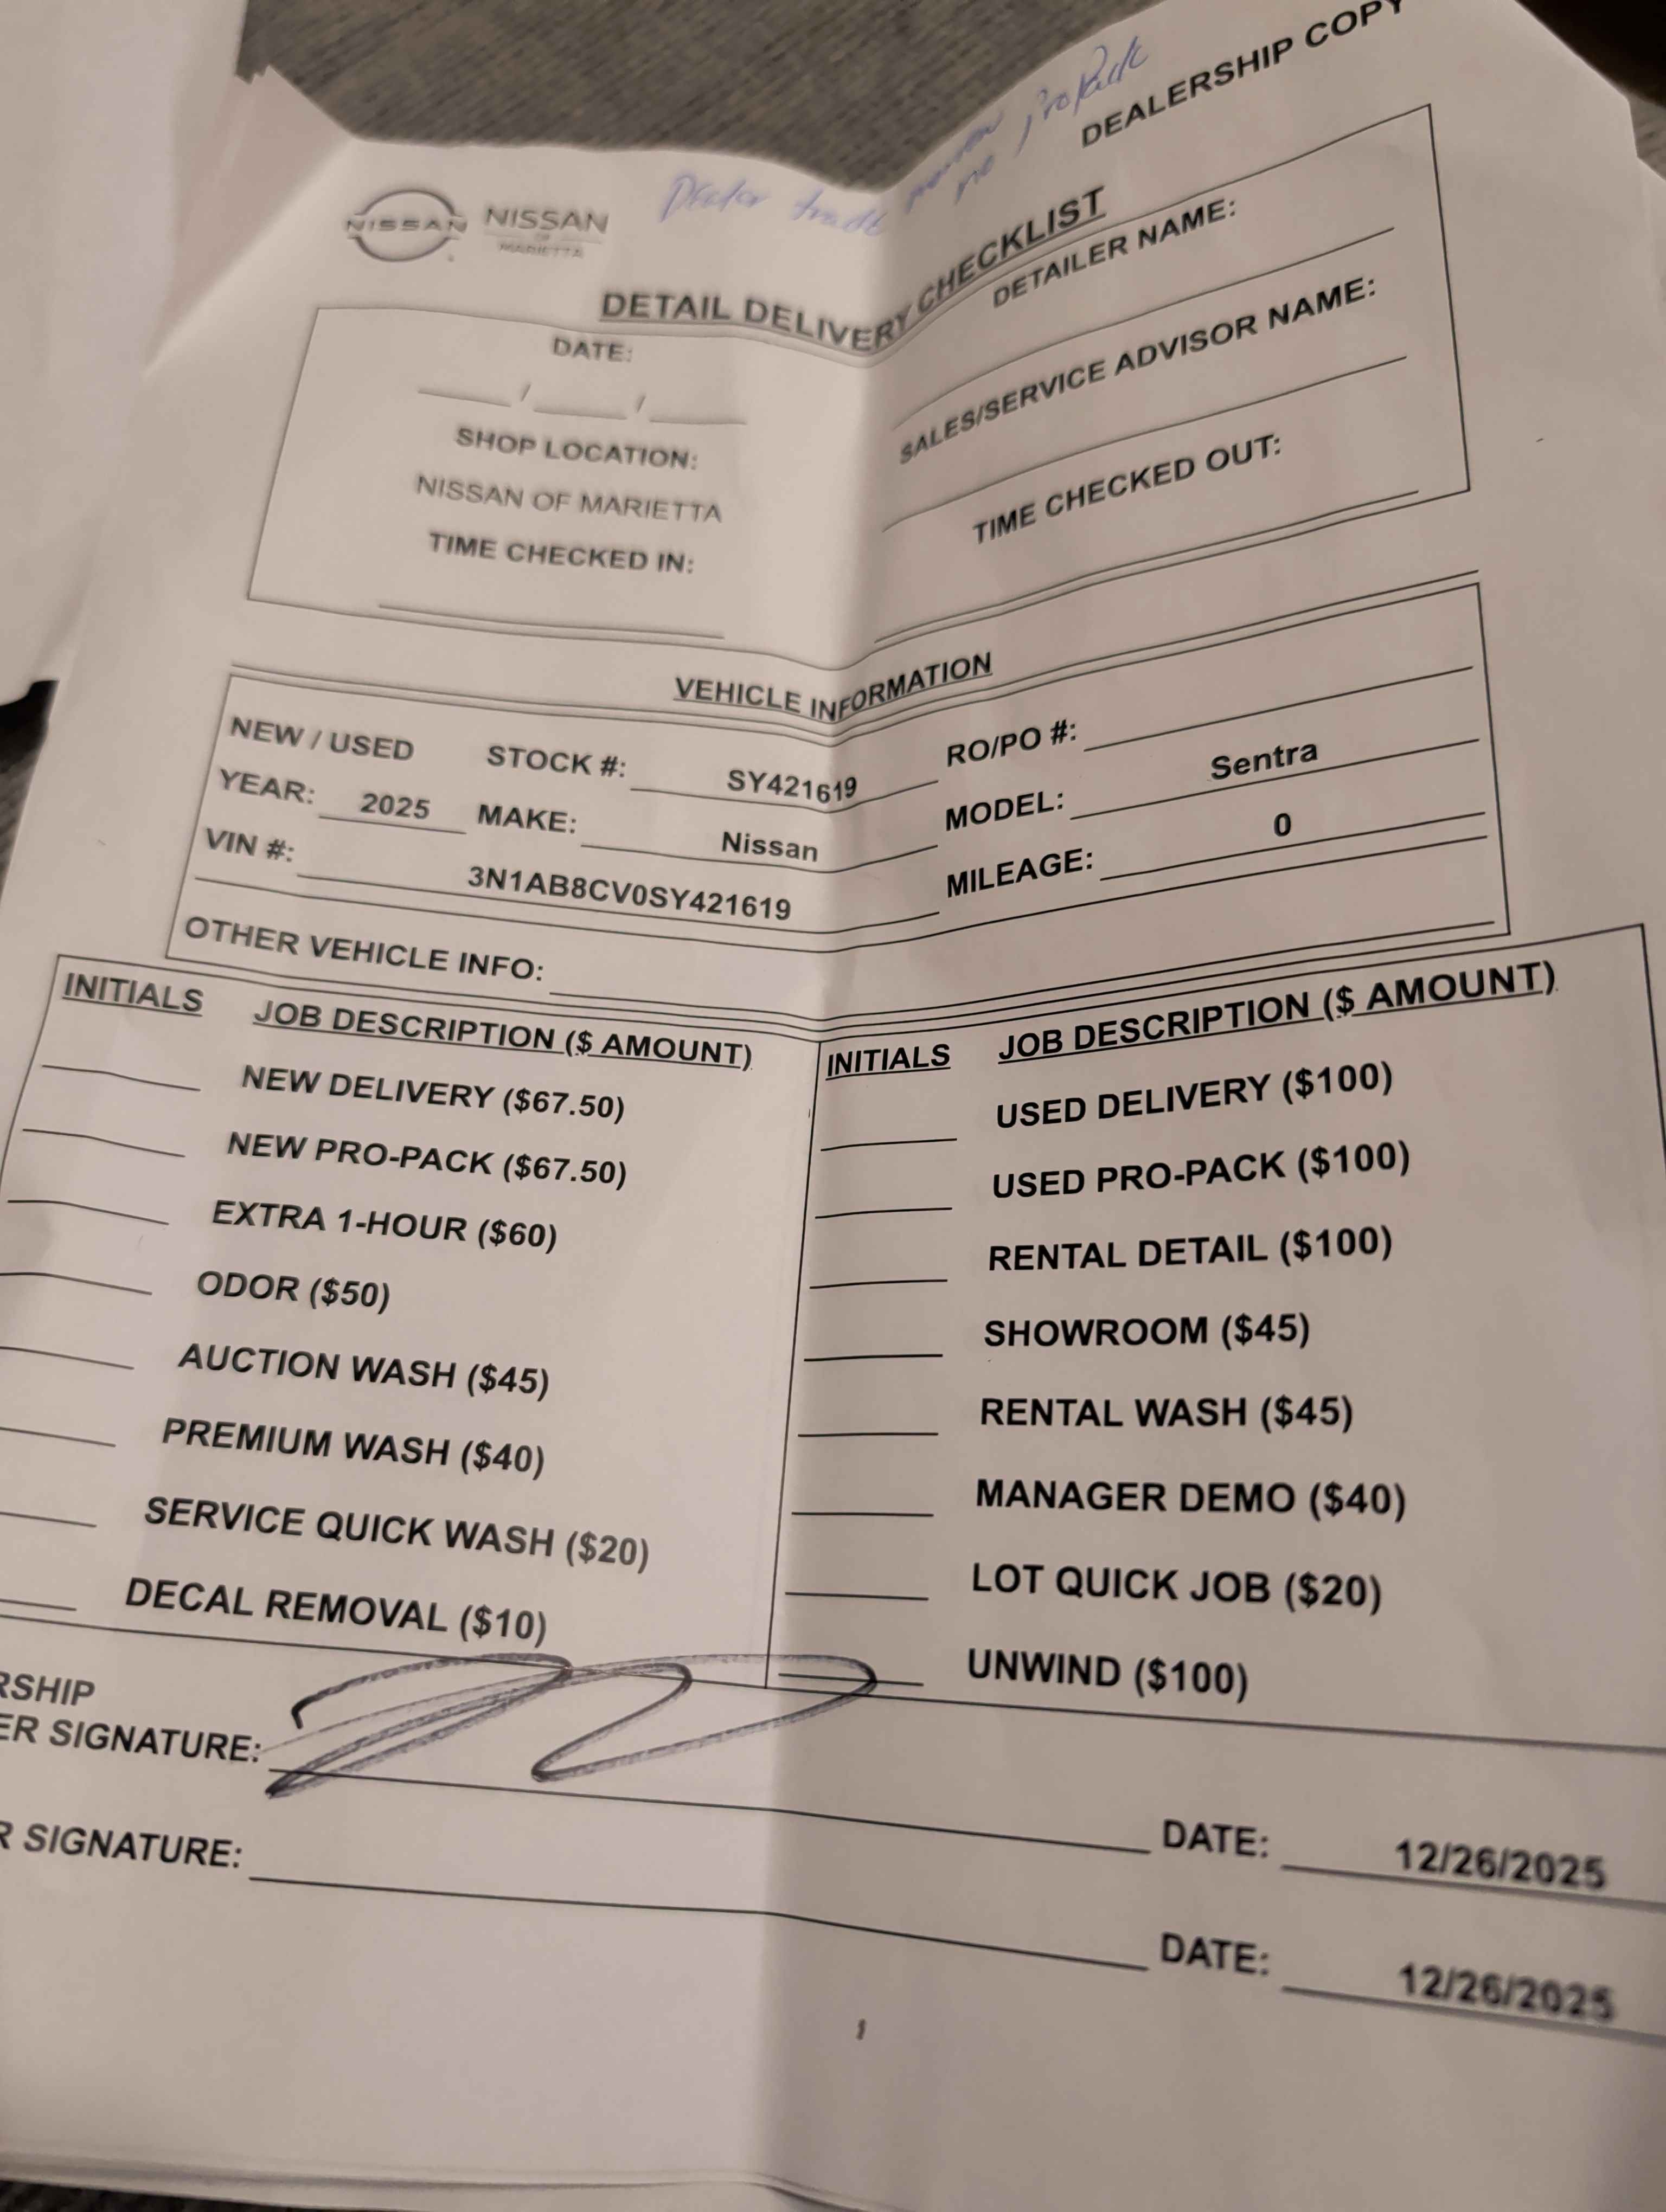 DEALERSHIP COPY
NISSAN NISSAN
OF
MARIETTA
DETAIL DELIVERY CHECKLIST
DATE:
/ /
SHOP LOCATION:
NISSAN OF MARIETTA
TIME CHECKED IN:
DETAILER NAME:
SALES/SERVICE ADVISOR NAME:
TIME CHECKED OUT:
VEHICLE INFORMATION
NEW / USED STOCK #: SY421619 RO/PO #:
YEAR: 2025 MAKE: Nissan MODEL: Sentra
VIN #: 3N1AB8CV0SY421619 MILEAGE: 0
OTHER VEHICLE INFO:
INITIALS JOB DESCRIPTION ($ AMOUNT)
NEW DELIVERY ($67.50)
NEW PRO-PACK ($67.50)
EXTRA 1-HOUR ($60)
ODOR ($50)
AUCTION WASH ($45)
PREMIUM WASH ($40)
SERVICE QUICK WASH ($20)
DECAL REMOVAL ($10)
INITIALS JOB DESCRIPTION ($ AMOUNT)
USED DELIVERY ($100)
USED PRO-PACK ($100)
RENTAL DETAIL ($100)
SHOWROOM ($45)
RENTAL WASH ($45)
MANAGER DEMO ($40)
LOT QUICK JOB ($20)
UNWIND ($100)
RSHIP
ER SIGNATURE: DATE: 12/26/2025
R SIGNATURE: DATE: 12/26/2025